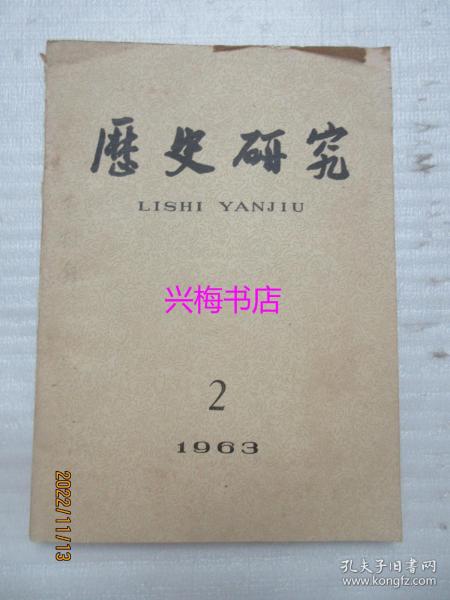 歷史研究
LISHI YANJIU
兴梅书店
2
1963
2022/11/13
孔夫子旧书网
www.kongfz.com